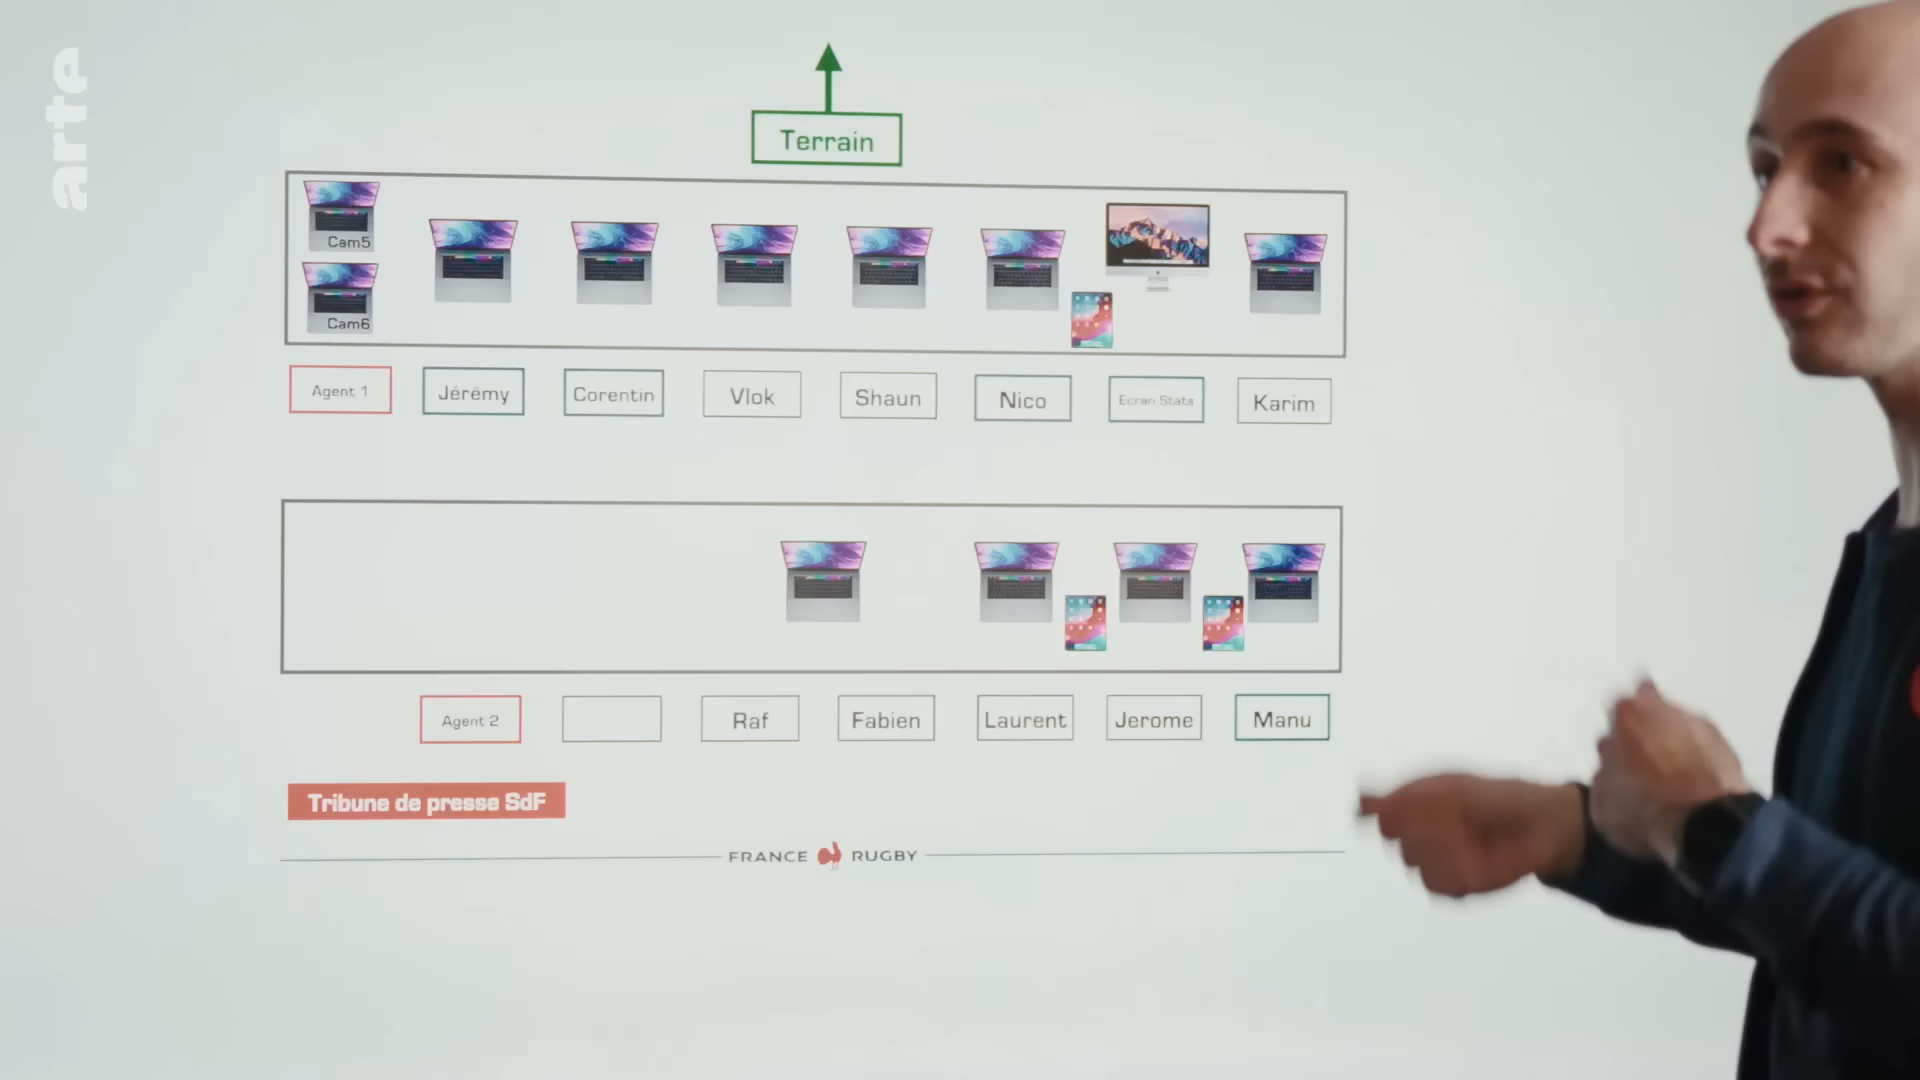 arte
Terrain
Cam5
Cam6
Agent 1
Jérémy
Corentin
Vlok
Shaun
Nico
Ecran Stats
Karim
Agent 2
Raf
Fabien
Laurent
Jerome
Manu
Tribune de presse SdF
FRANCE RUGBY